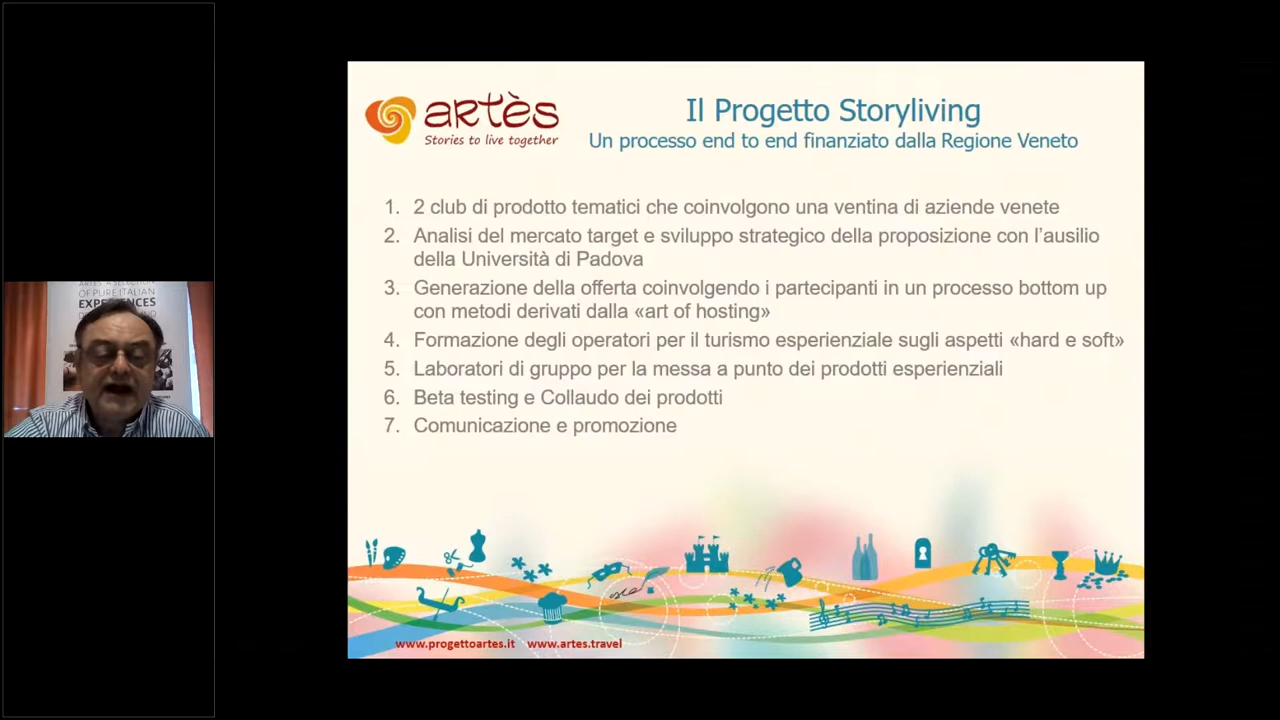 ARTES A SELECTION
OF PURE ITALIAN
EXPERIENCES
artès
Stories to live together
Il Progetto Storyliving
Un processo end to end finanziato dalla Regione Veneto
1. 2 club di prodotto tematici che coinvolgono una ventina di aziende venete
2. Analisi del mercato target e sviluppo strategico della proposizione con l’ausilio
della Università di Padova
3. Generazione della offerta coinvolgendo i partecipanti in un processo bottom up
con metodi derivati dalla «art of hosting»
4. Formazione degli operatori per il turismo esperienziale sugli aspetti «hard e soft»
5. Laboratori di gruppo per la messa a punto dei prodotti esperienziali
6. Beta testing e Collaudo dei prodotti
7. Comunicazione e promozione
www.progettoartes.it www.artes.travel